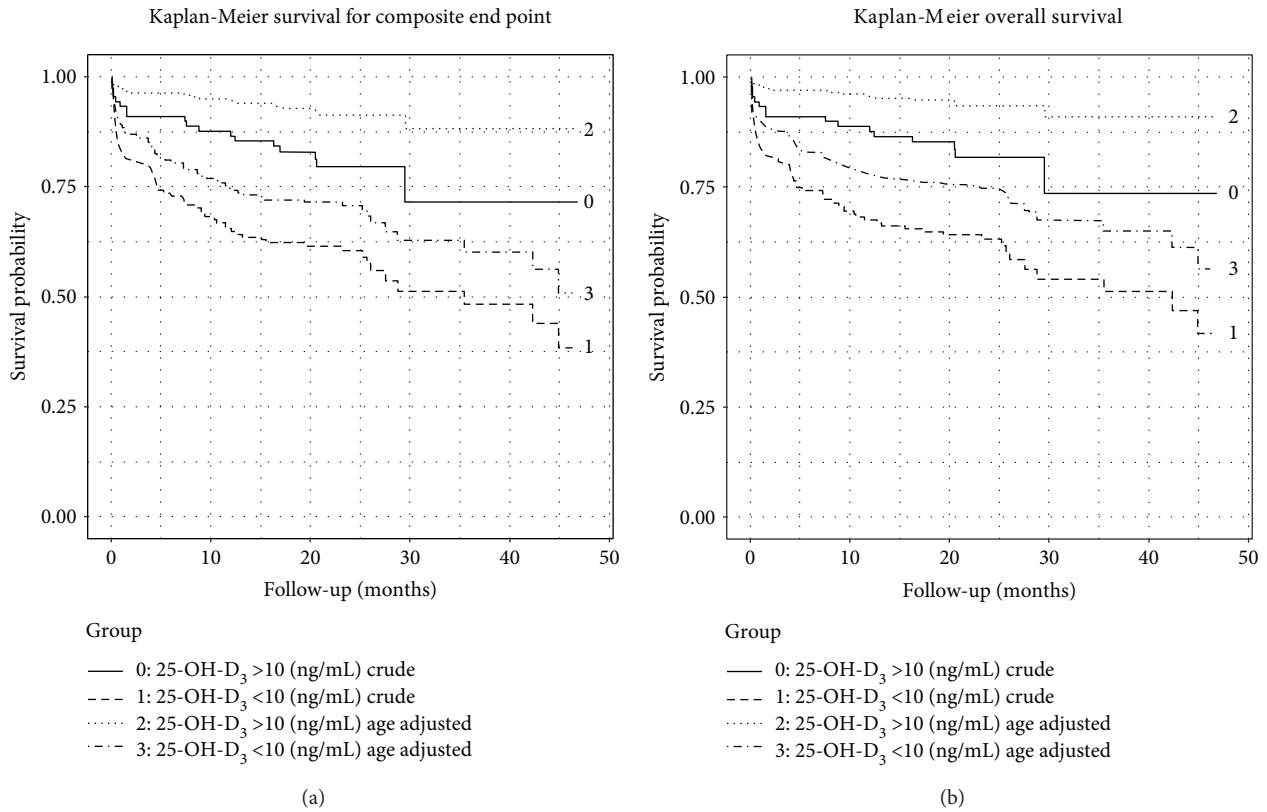 Kaplan-Meier survival for composite end point
1.00
0.75
0.50
0.25
0.00
Survival probability
2
0
3
1
0 10 20 30 40 50
Follow-up (months)
Group
0: 25-OH-D3 >10 (ng/mL) crude
1: 25-OH-D3 <10 (ng/mL) crude
2: 25-OH-D3 >10 (ng/mL) age adjusted
3: 25-OH-D3 <10 (ng/mL) age adjusted
(a)
Kaplan-Meier overall survival
1.00
0.75
0.50
0.25
0.00
Survival probability
2
0
3
1
0 10 20 30 40 50
Follow-up (months)
Group
0: 25-OH-D3 >10 (ng/mL) crude
1: 25-OH-D3 <10 (ng/mL) crude
2: 25-OH-D3 >10 (ng/mL) age adjusted
3: 25-OH-D3 <10 (ng/mL) age adjusted
(b)